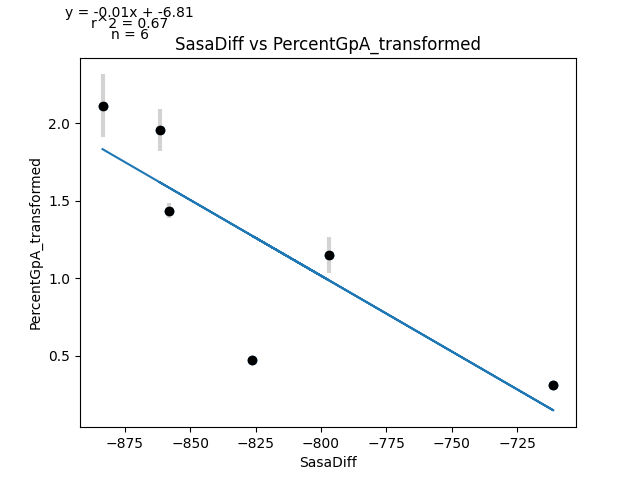 y = -0.01x + -6.81
r^2 = 0.67
n = 6
SasaDiff vs PercentGpA_transformed
PercentGpA_transformed
2.0
1.5
1.0
0.5
−875 −850 −825 −800 −775 −750 −725
SasaDiff